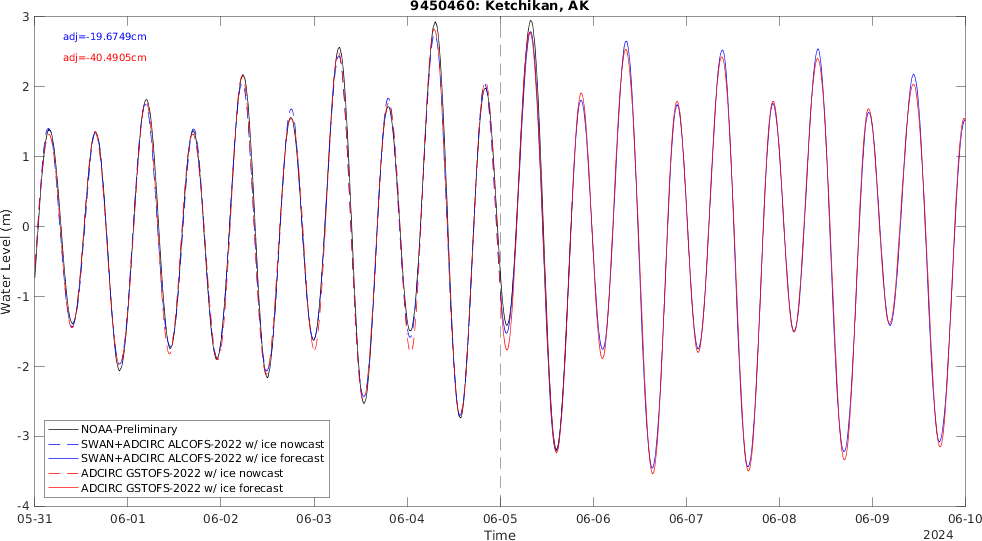 9450460: Ketchikan, AK
adj=-19.6749cm
adj=-40.4905cm
3
2
1
0
-1
-2
-3
-4
Water Level (m)
NOAA-Preliminary
SWAN+ADCIRC ALCOFS-2022 w/ ice nowcast
SWAN+ADCIRC ALCOFS-2022 w/ ice forecast
ADCIRC GSTOFS-2022 w/ ice nowcast
ADCIRC GSTOFS-2022 w/ ice forecast
05-31 06-01 06-02 06-03 06-04 06-05 06-06 06-07 06-08 06-09 06-10
Time
2024